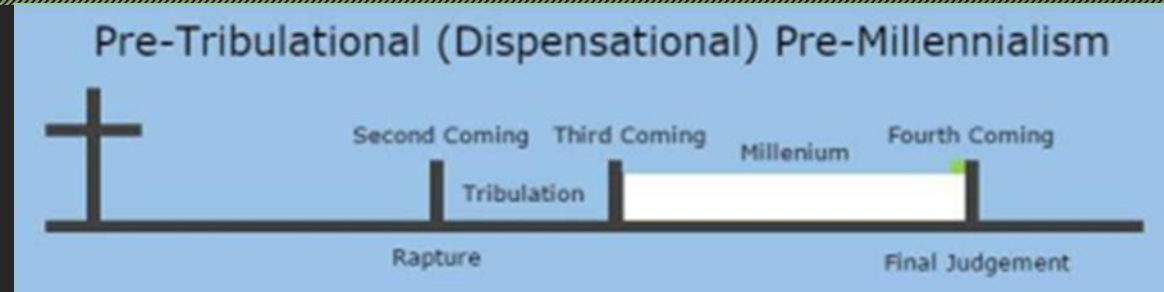 Pre-Tribulational (Dispensational) Pre-Millennialism
Second Coming Third Coming Fourth Coming
Millenium
Tribulation
Rapture
Final Judgement